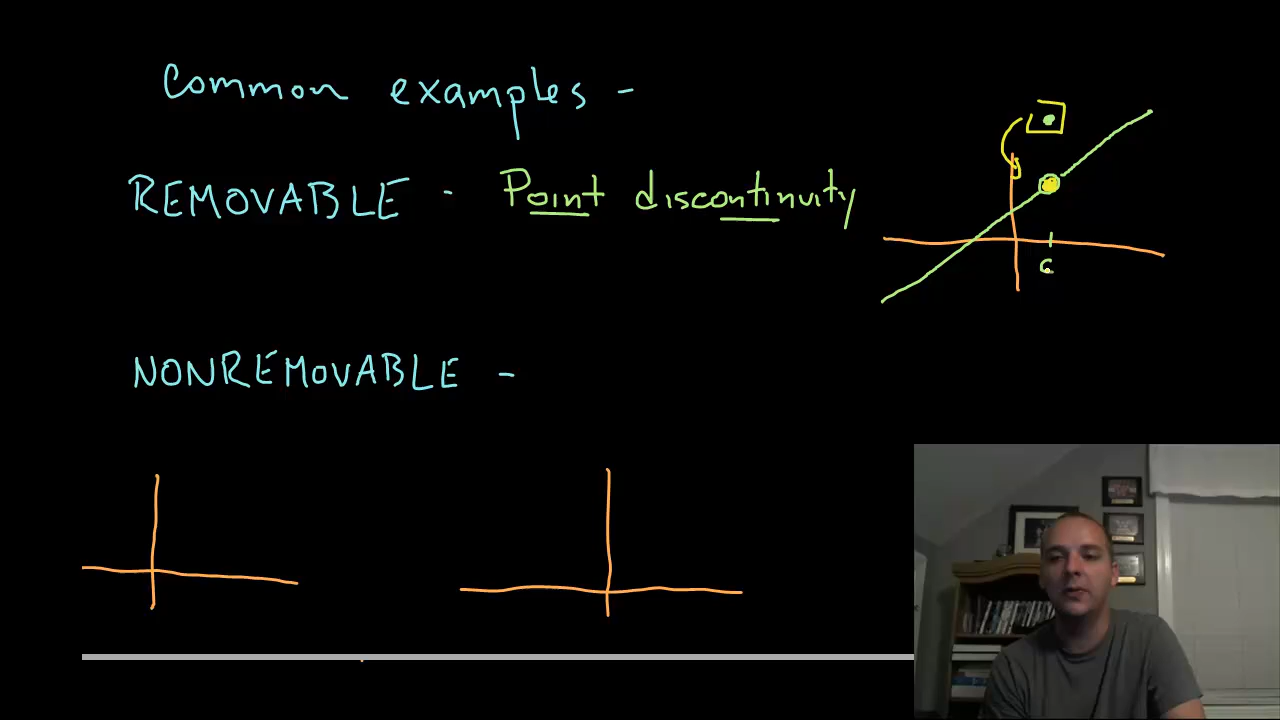 Common examples -
REMOVABLE - Point discontinuity
c
NONREMOVABLE -